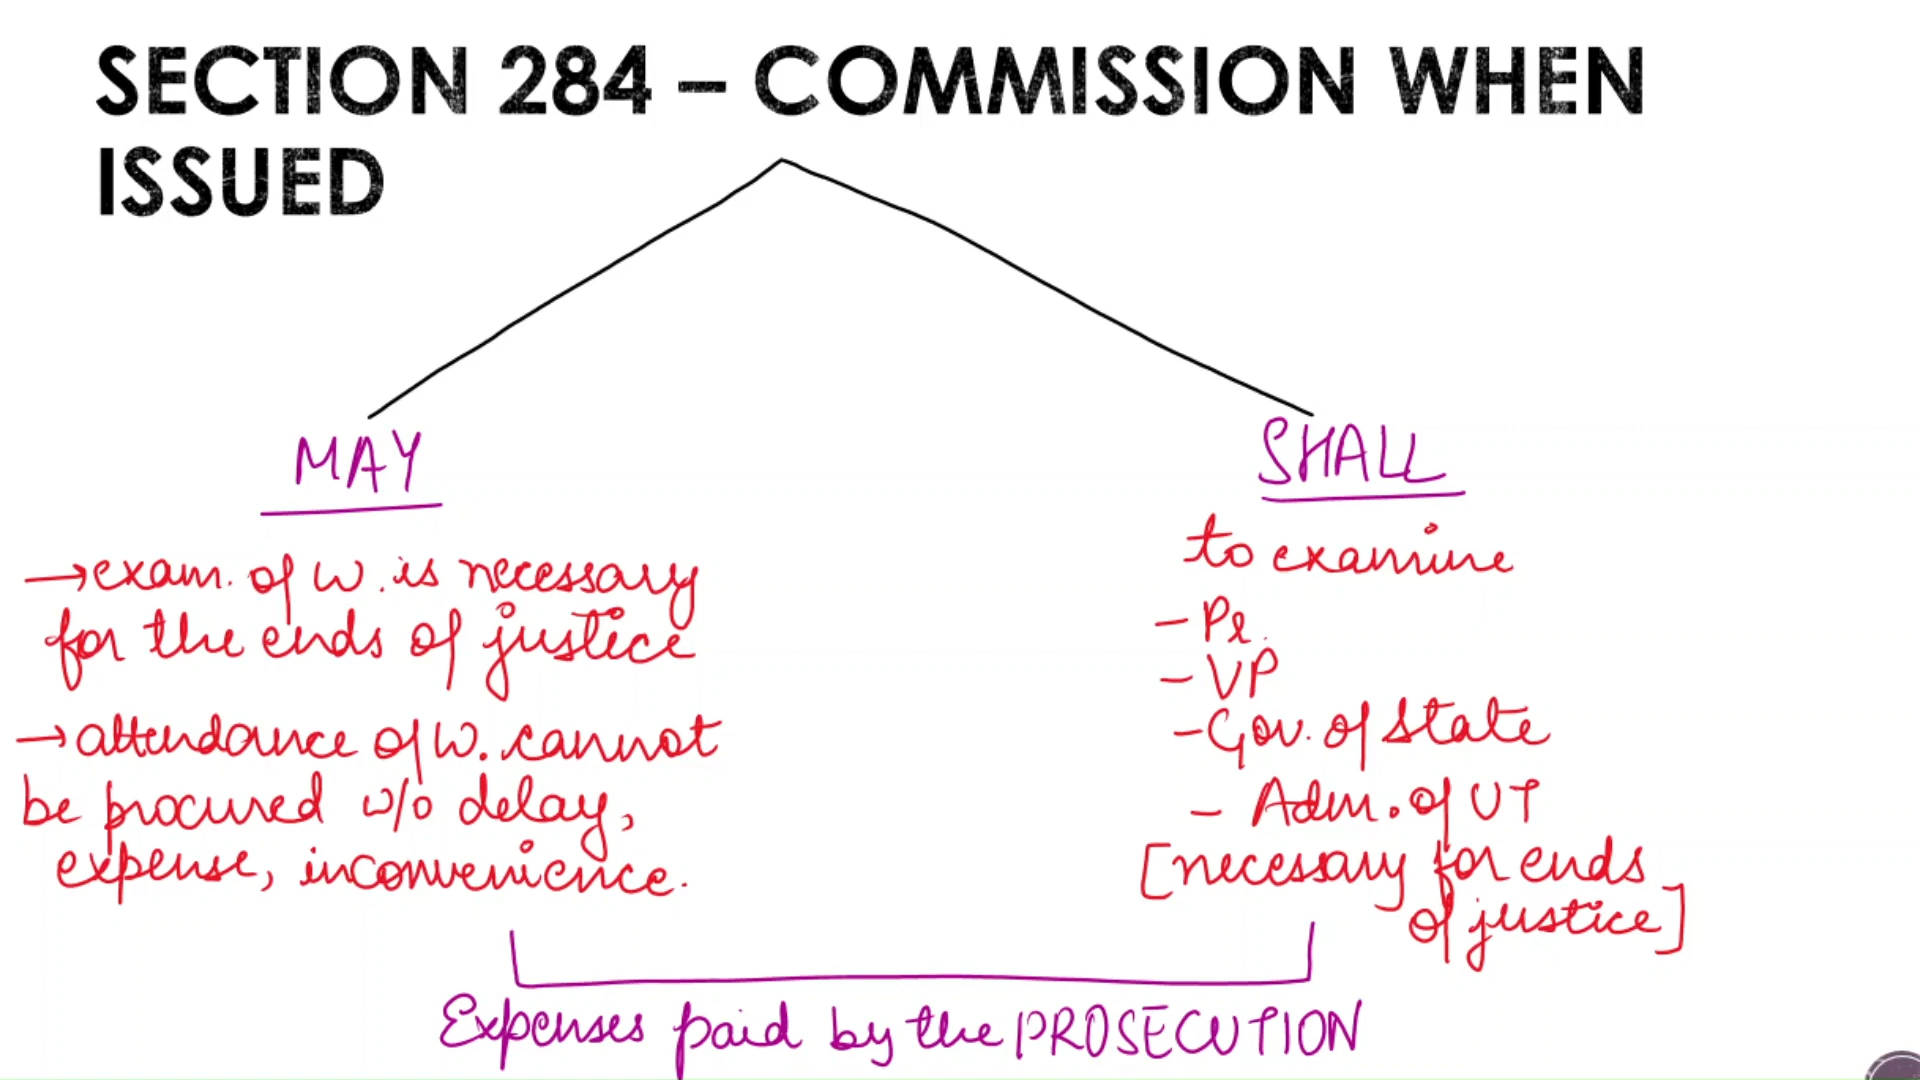 SECTION 284 – COMMISSION WHEN
ISSUED
MAY
→ exam. of W. is necessary
for the ends of justice
→ attendance of W. cannot
be procured w/o delay,
expense, inconvenience.
SHALL
to examine
- Pr.
- VP
- Gov. of State
- Adm. of UT
[necessary for ends
of justice]
Expenses paid by the PROSECUTION